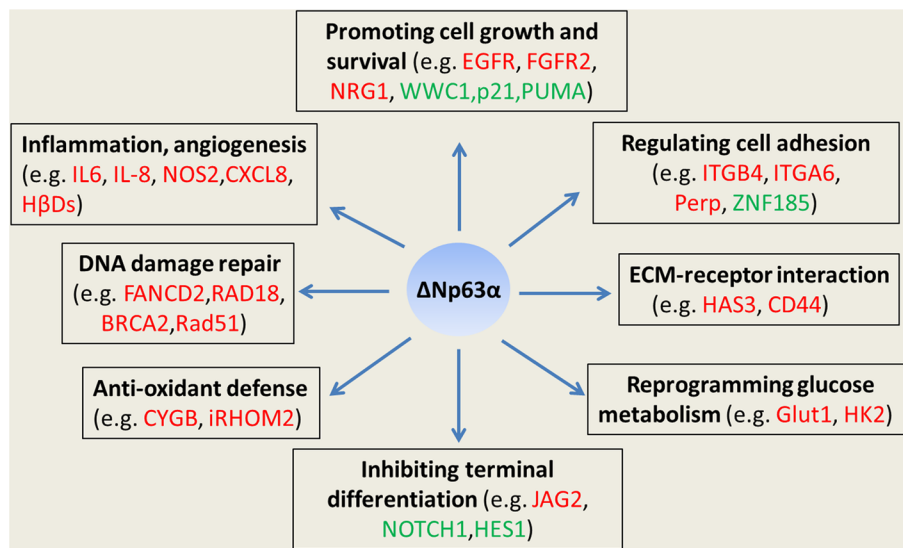 Promoting cell growth and
survival (e.g. EGFR, FGFR2,
NRG1, WWC1,p21,PUMA)
Inflammation, angiogenesis
(e.g. IL6, IL-8, NOS2,CXCL8,
HβDs)
Regulating cell adhesion
(e.g. ITGB4, ITGA6,
Perp, ZNF185)
DNA damage repair
(e.g. FANCD2,RAD18,
BRCA2,Rad51)
ΔNp63α
ECM-receptor interaction
(e.g. HAS3, CD44)
Anti-oxidant defense
(e.g. CYGB, iRHOM2)
Reprogramming glucose
metabolism (e.g. Glut1, HK2)
Inhibiting terminal
differentiation (e.g. JAG2,
NOTCH1,HES1)